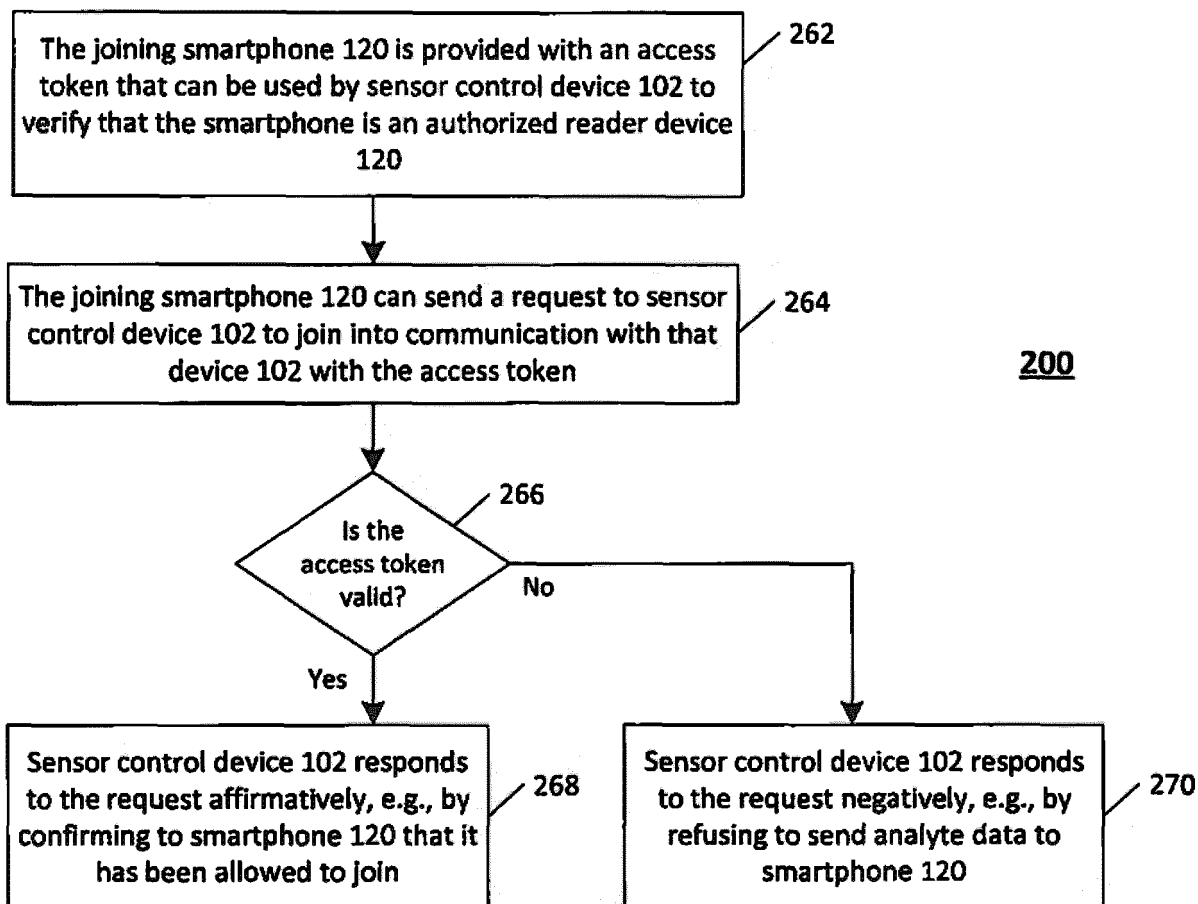 The joining smartphone 120 is provided with an access
token that can be used by sensor control device 102 to
verify that the smartphone is an authorized reader device
120
262
The joining smartphone 120 can send a request to sensor
control device 102 to join into communication with that
device 102 with the access token
264
200
Is the
access token
valid?
266
No
Yes
Sensor control device 102 responds
to the request affirmatively, e.g., by
confirming to smartphone 120 that it
has been allowed to join
268
Sensor control device 102 responds
to the request negatively, e.g., by
refusing to send analyte data to
smartphone 120
270